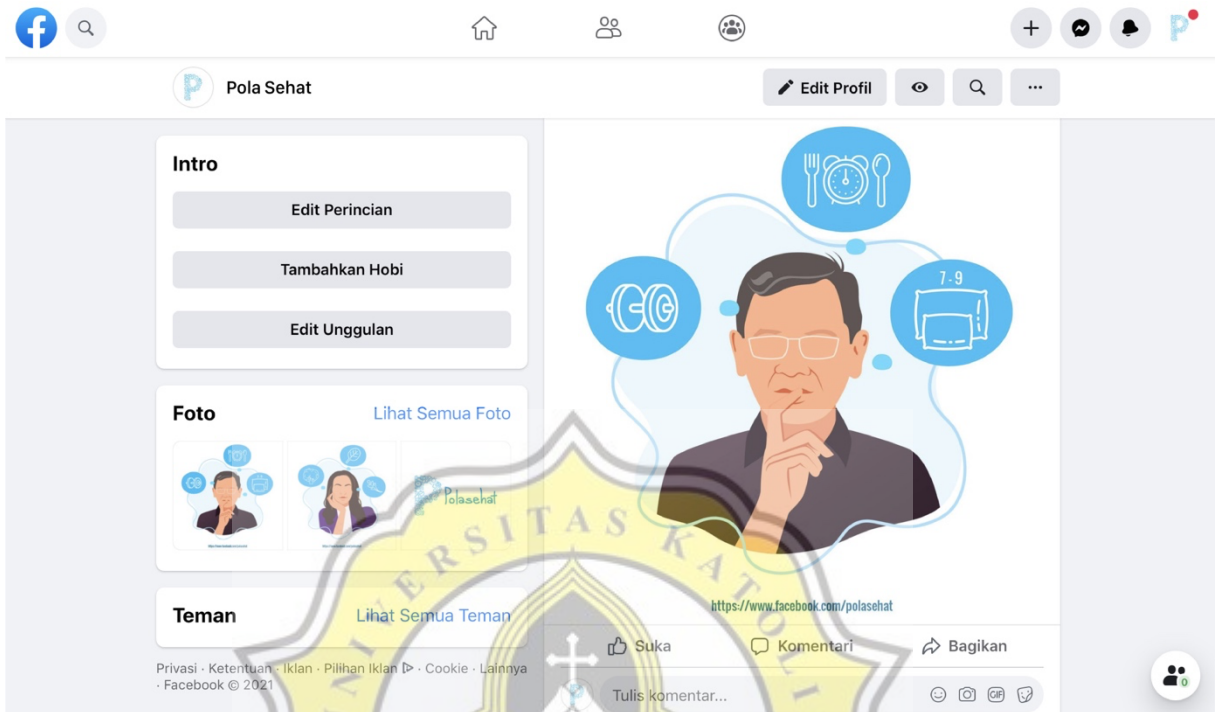 Pola Sehat
Edit Profil
Intro
Edit Perincian
Tambahkan Hobi
Edit Unggulan
Foto
Lihat Semua Foto
Polasehat
Teman
Lihat Semua Teman
Privasi · Ketentuan · Iklan · Pilihan Iklan · Cookie · Lainnya
· Facebook © 2021
7-9
https://www.facebook.com/polasehat
Suka
Komentari
Bagikan
Tulis komentar...
GIF
0
ERSITAS KATOLI